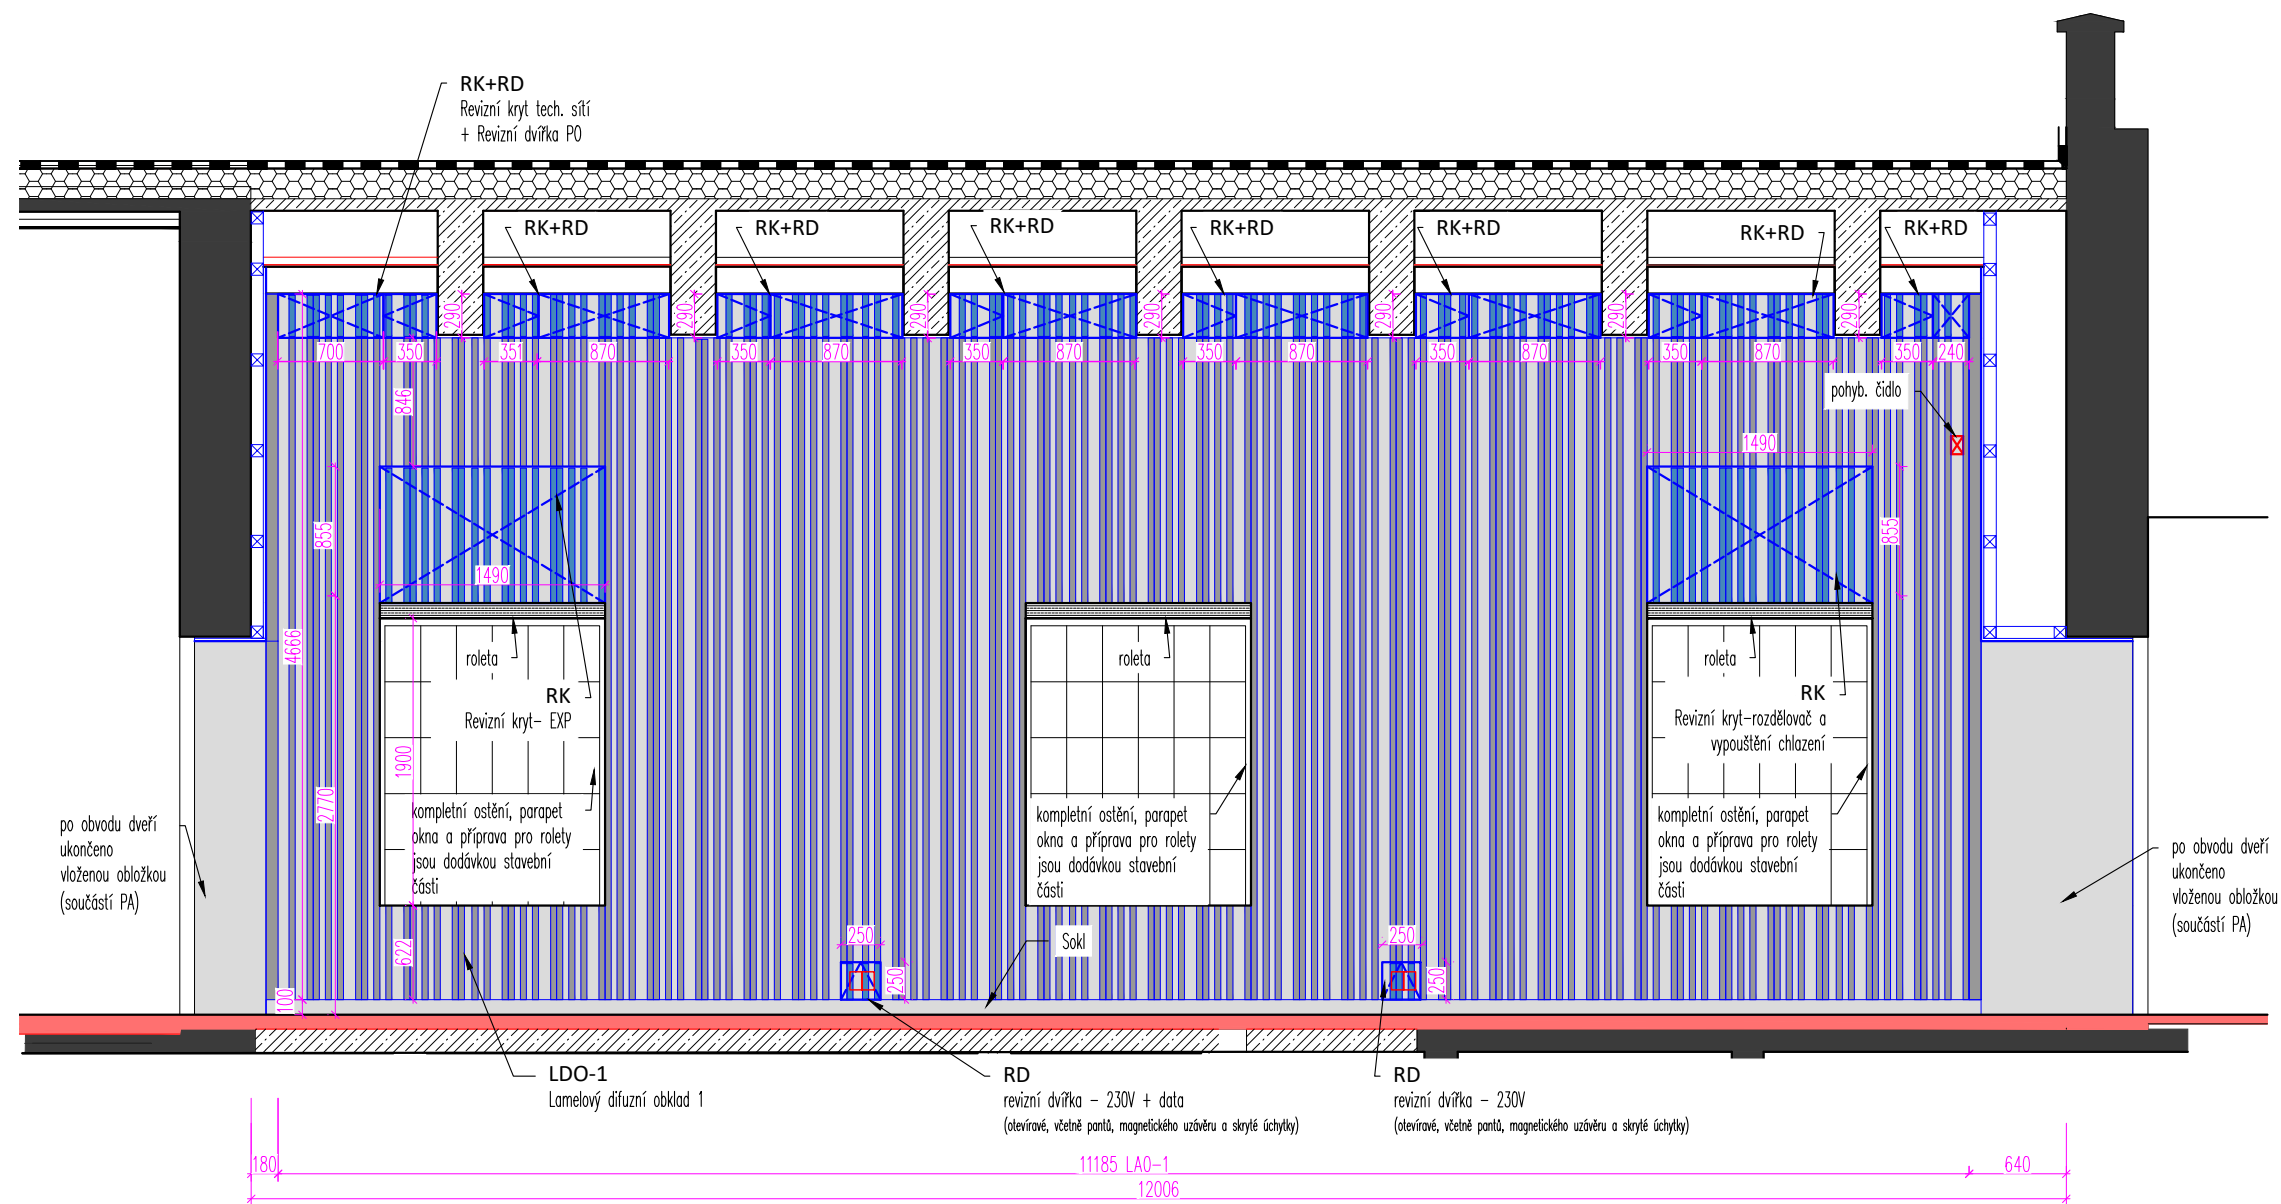 RK+RD
Revizní kryt tech. sítí
+ Revizní dvířka PO
RK+RD
RK+RD
RK+RD
RK+RD
RK+RD
RK+RD
RK+RD
290
290
290
290
290
290
290
700
350
351
870
350
870
350
870
350
870
350
870
350
870
350
240
846
pohyb. čidlo
1490
855
855
1490
4666
roleta
roleta
roleta
RK
Revizní kryt- EXP
RK
Revizní kryt-rozdělovač a
vypouštění chlazení
1900
2770
kompletní ostění, parapet
okna a příprava pro rolety
jsou dodávkou stavební
části
kompletní ostění, parapet
okna a příprava pro rolety
jsou dodávkou stavební
části
kompletní ostění, parapet
okna a příprava pro rolety
jsou dodávkou stavební
části
po obvodu dveří
ukončeno
vloženou obložkou
(součástí PA)
po obvodu dveří
ukončeno
vloženou obložkou
(součástí PA)
622
100
250
250
Sokl
250
250
LDO-1
Lamelový difuzní obklad 1
RD
revizní dvířka - 230V + data
(otevíravé, včetně pantů, magnetického uzávěru a skryté úchytky)
RD
revizní dvířka - 230V
(otevíravé, včetně pantů, magnetického uzávěru a skryté úchytky)
180
11185 LAO-1
640
12006